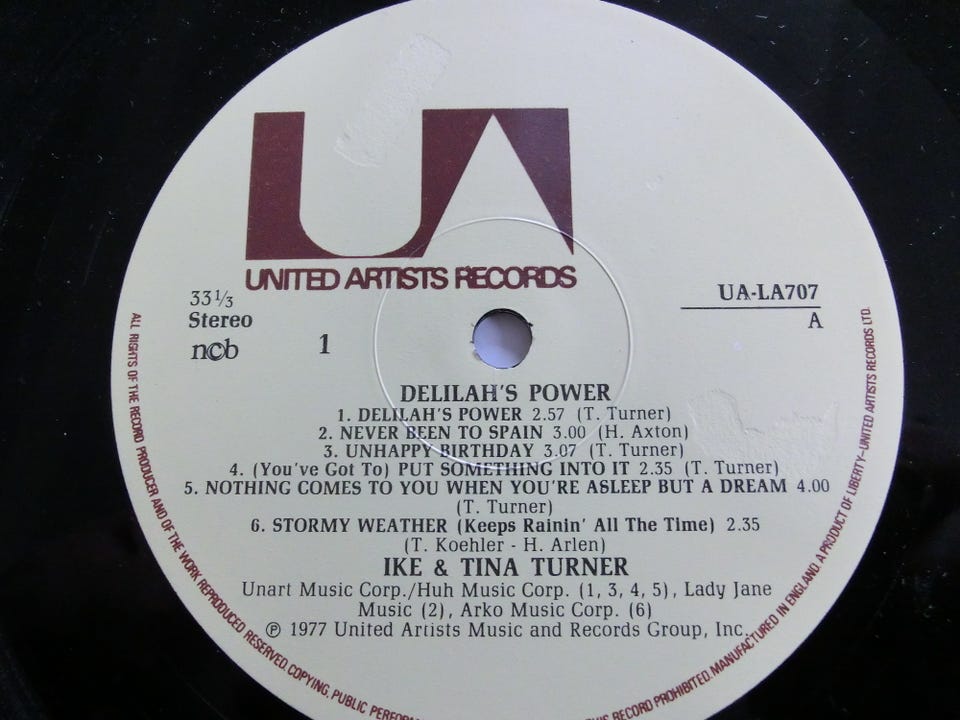 UA
UNITED ARTISTS RECORDS
33⅓
Stereo
n©b
1
UA-LA707
A
DELILAH'S POWER
1. DELILAH'S POWER 2.57 (T. Turner)
2. NEVER BEEN TO SPAIN 3.00 (H. Axton)
3. UNHAPPY BIRTHDAY 3.07 (T. Turner)
4. (You've Got To) PUT SOMETHING INTO IT 2.35 (T. Turner)
5. NOTHING COMES TO YOU WHEN YOU'RE ASLEEP BUT A DREAM 4.00
(T. Turner)
6. STORMY WEATHER (Keeps Rainin' All The Time) 2.35
(T. Koehler - H. Arlen)
IKE & TINA TURNER
Unart Music Corp./Huh Music Corp. (1, 3, 4, 5), Lady Jane
Music (2), Arko Music Corp. (6)
℗ 1977 United Artists Music and Records Group, Inc.
ALL RIGHTS OF THE RECORD PRODUCER AND OF THE WORK REPRODUCED RESERVED. COPYING, PUBLIC RECORD PROHIBITED. MANUFACTURED IN ENGLAND A PRODUCT OF LIBERTY-UNITED ARTISTS RECORDS LTD.